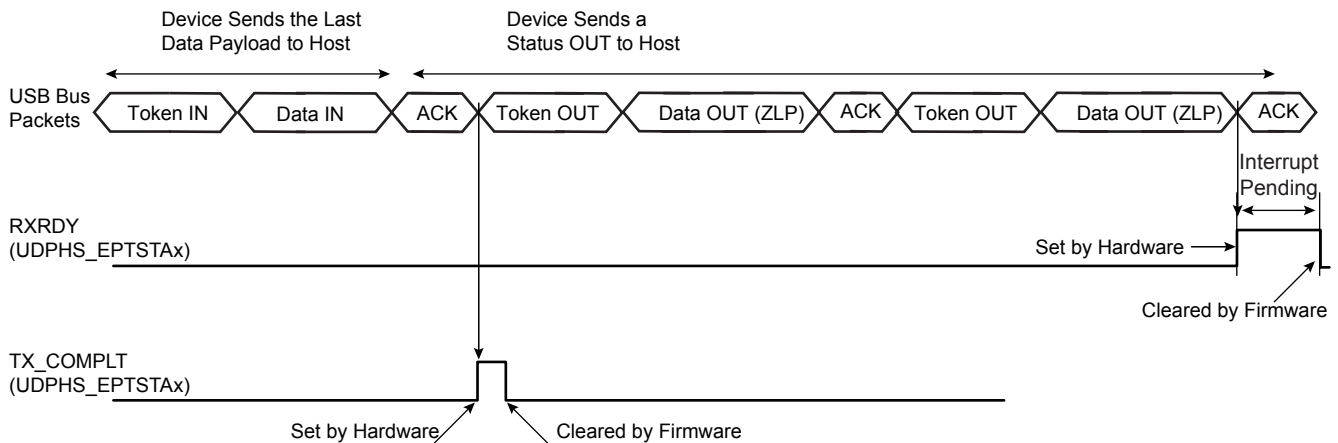 Device Sends the Last
Data Payload to Host
Device Sends a
Status OUT to Host
USB Bus
Packets
Token IN
Data IN
ACK
Token OUT
Data OUT (ZLP)
ACK
Token OUT
Data OUT (ZLP)
ACK
Interrupt
Pending
RXRDY
(UDPHS_EPTSTAx)
Set by Hardware
Cleared by Firmware
TX_COMPLT
(UDPHS_EPTSTAx)
Set by Hardware
Cleared by Firmware